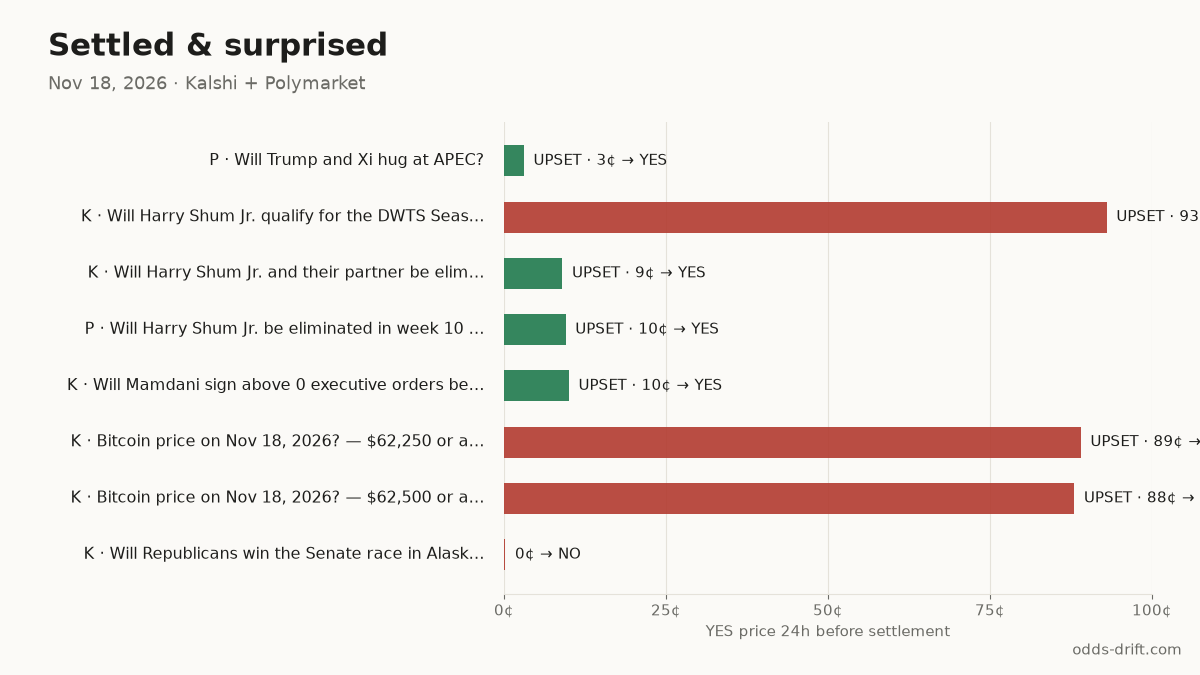 Settled & surprised
Nov 18, 2026 · Kalshi + Polymarket
P · Will Trump and Xi hug at APEC? UPSET · 3¢ → YES
K · Will Harry Shum Jr. qualify for the DWTS Seas… UPSET · 93
K · Will Harry Shum Jr. and their partner be elim… UPSET · 9¢ → YES
P · Will Harry Shum Jr. be eliminated in week 10 … UPSET · 10¢ → YES
K · Will Mamdani sign above 0 executive orders be… UPSET · 10¢ → YES
K · Bitcoin price on Nov 18, 2026? — $62,250 or a… UPSET · 89¢ →
K · Bitcoin price on Nov 18, 2026? — $62,500 or a… UPSET · 88¢ →
K · Will Republicans win the Senate race in Alask… 0¢ → NO
0¢ 25¢ 50¢ 75¢ 100¢
YES price 24h before settlement
odds-drift.com